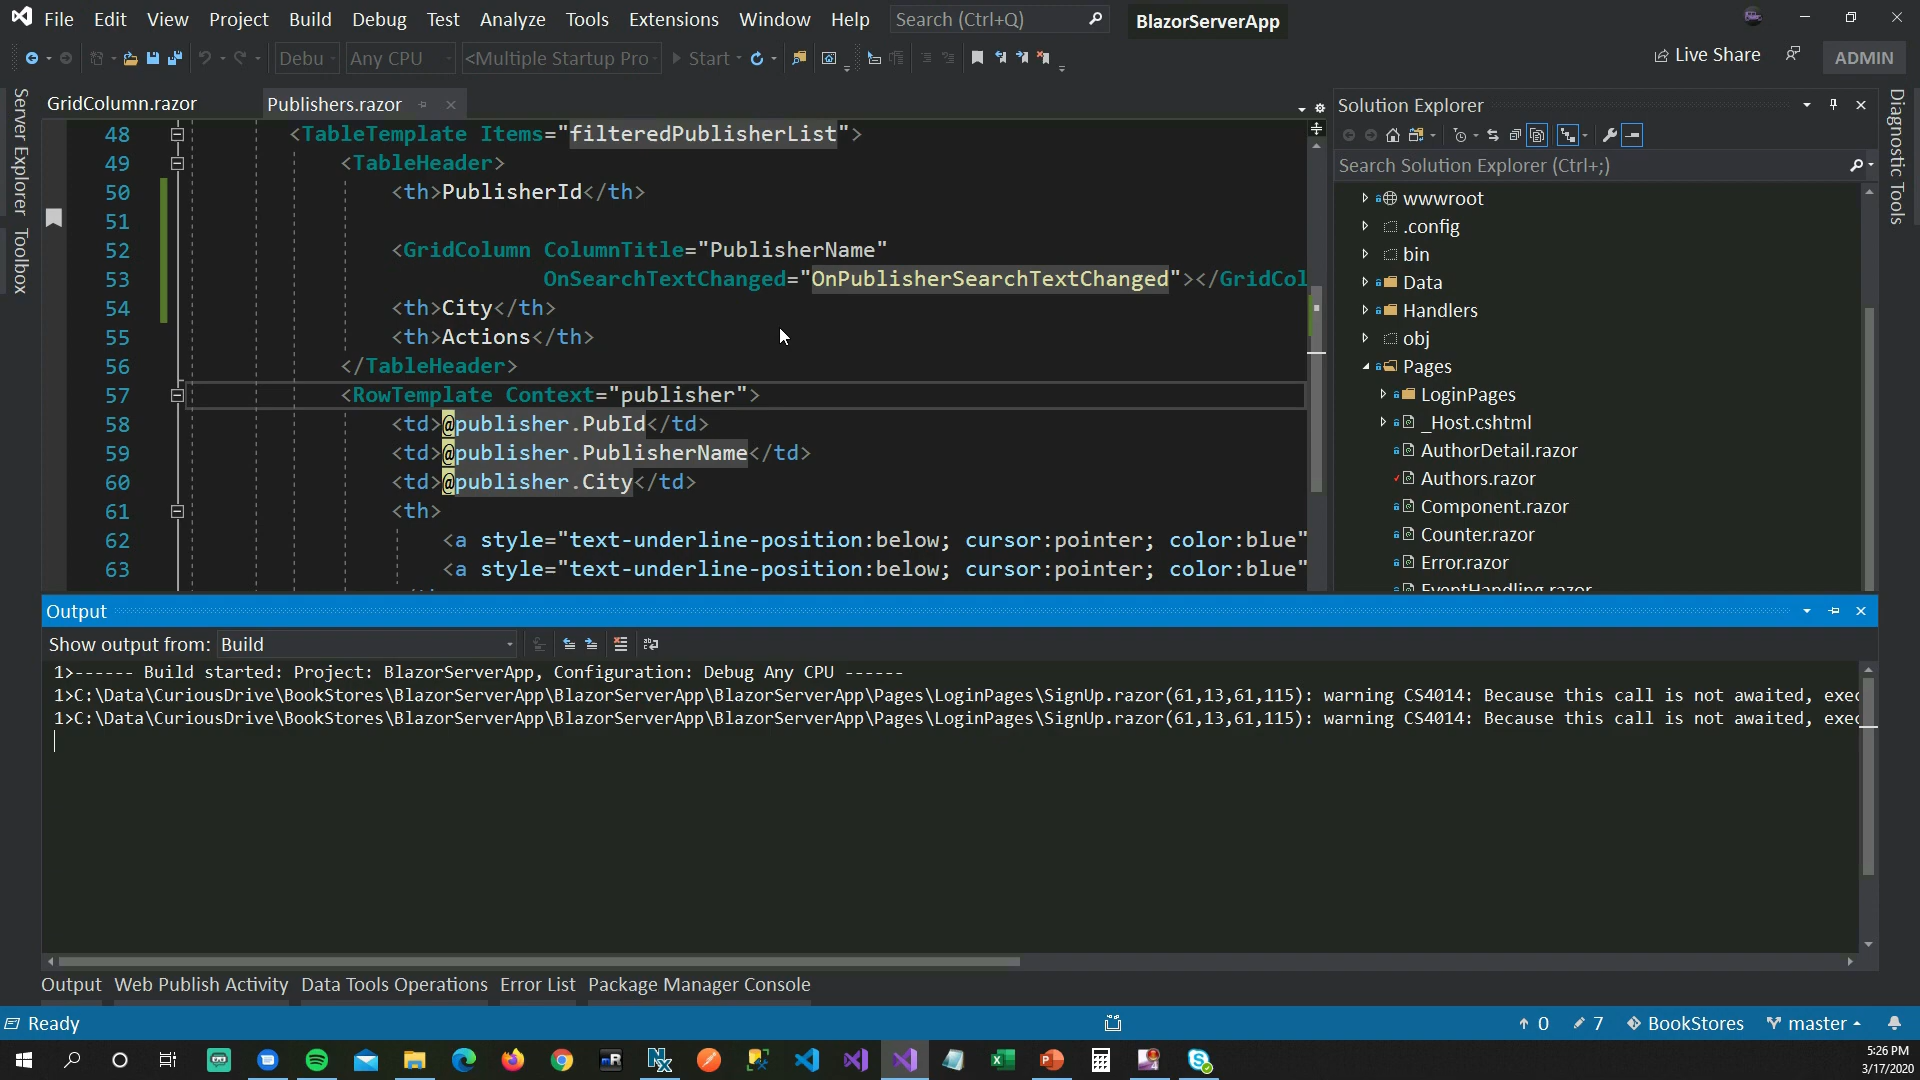 File Edit View Project Build Debug Test Analyze Tools Extensions Window Help Search (Ctrl+Q) BlazorServerApp
Debu Any CPU <Multiple Startup Pro Start Live Share ADMIN
Server Explorer
Toolbox
GridColumn.razor Publishers.razor
48 <TableTemplate Items="filteredPublisherList">
49 <TableHeader>
50 <th>PublisherId</th>
51
52 <GridColumn ColumnTitle="PublisherName"
53 OnSearchTextChanged="OnPublisherSearchTextChanged"></GridCol
54 <th>City</th>
55 <th>Actions</th>
56 </TableHeader>
57 <RowTemplate Context="publisher">
58 <td>@publisher.PubId</td>
59 <td>@publisher.PublisherName</td>
60 <td>@publisher.City</td>
61 <th>
62 <a style="text-underline-position:below; cursor:pointer; color:blue"
63 <a style="text-underline-position:below; cursor:pointer; color:blue"
Solution Explorer
Search Solution Explorer (Ctrl+;)
wwwroot
.config
bin
Data
Handlers
obj
Pages
LoginPages
_Host.cshtml
AuthorDetail.razor
Authors.razor
Component.razor
Counter.razor
Error.razor
EventHandling.razor
Diagnostic Tools
Output
Show output from: Build
1>------ Build started: Project: BlazorServerApp, Configuration: Debug Any CPU ------
1>C:\Data\CuriousDrive\BookStores\BlazorServerApp\BlazorServerApp\BlazorServerApp\Pages\LoginPages\SignUp.razor(61,13,61,115): warning CS4014: Because this call is not awaited, exec
1>C:\Data\CuriousDrive\BookStores\BlazorServerApp\BlazorServerApp\BlazorServerApp\Pages\LoginPages\SignUp.razor(61,13,61,115): warning CS4014: Because this call is not awaited, exec
Output Web Publish Activity Data Tools Operations Error List Package Manager Console
Ready 0 7 BookStores master
5:26 PM
3/17/2020